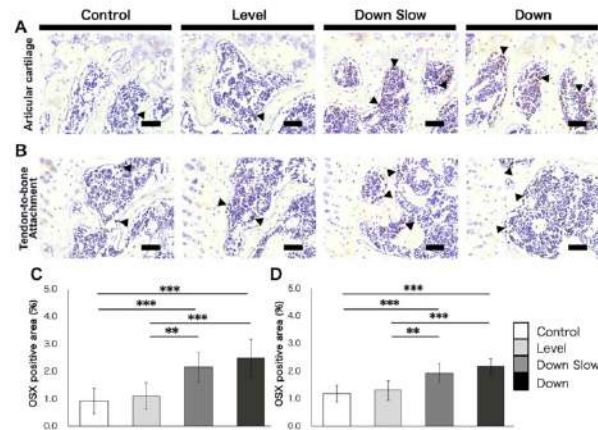 Control Level Down Slow Down
A
Articular cartilage
B
Tendon-to-bone
Attachment
C
OSX positive area (%)
5.0
4.0
3.0
2.0
1.0
0.0
***
***
***
**
D
OSX positive area (%)
5.0
4.0
3.0
2.0
1.0
0.0
***
***
***
**
Control
Level
Down Slow
Down